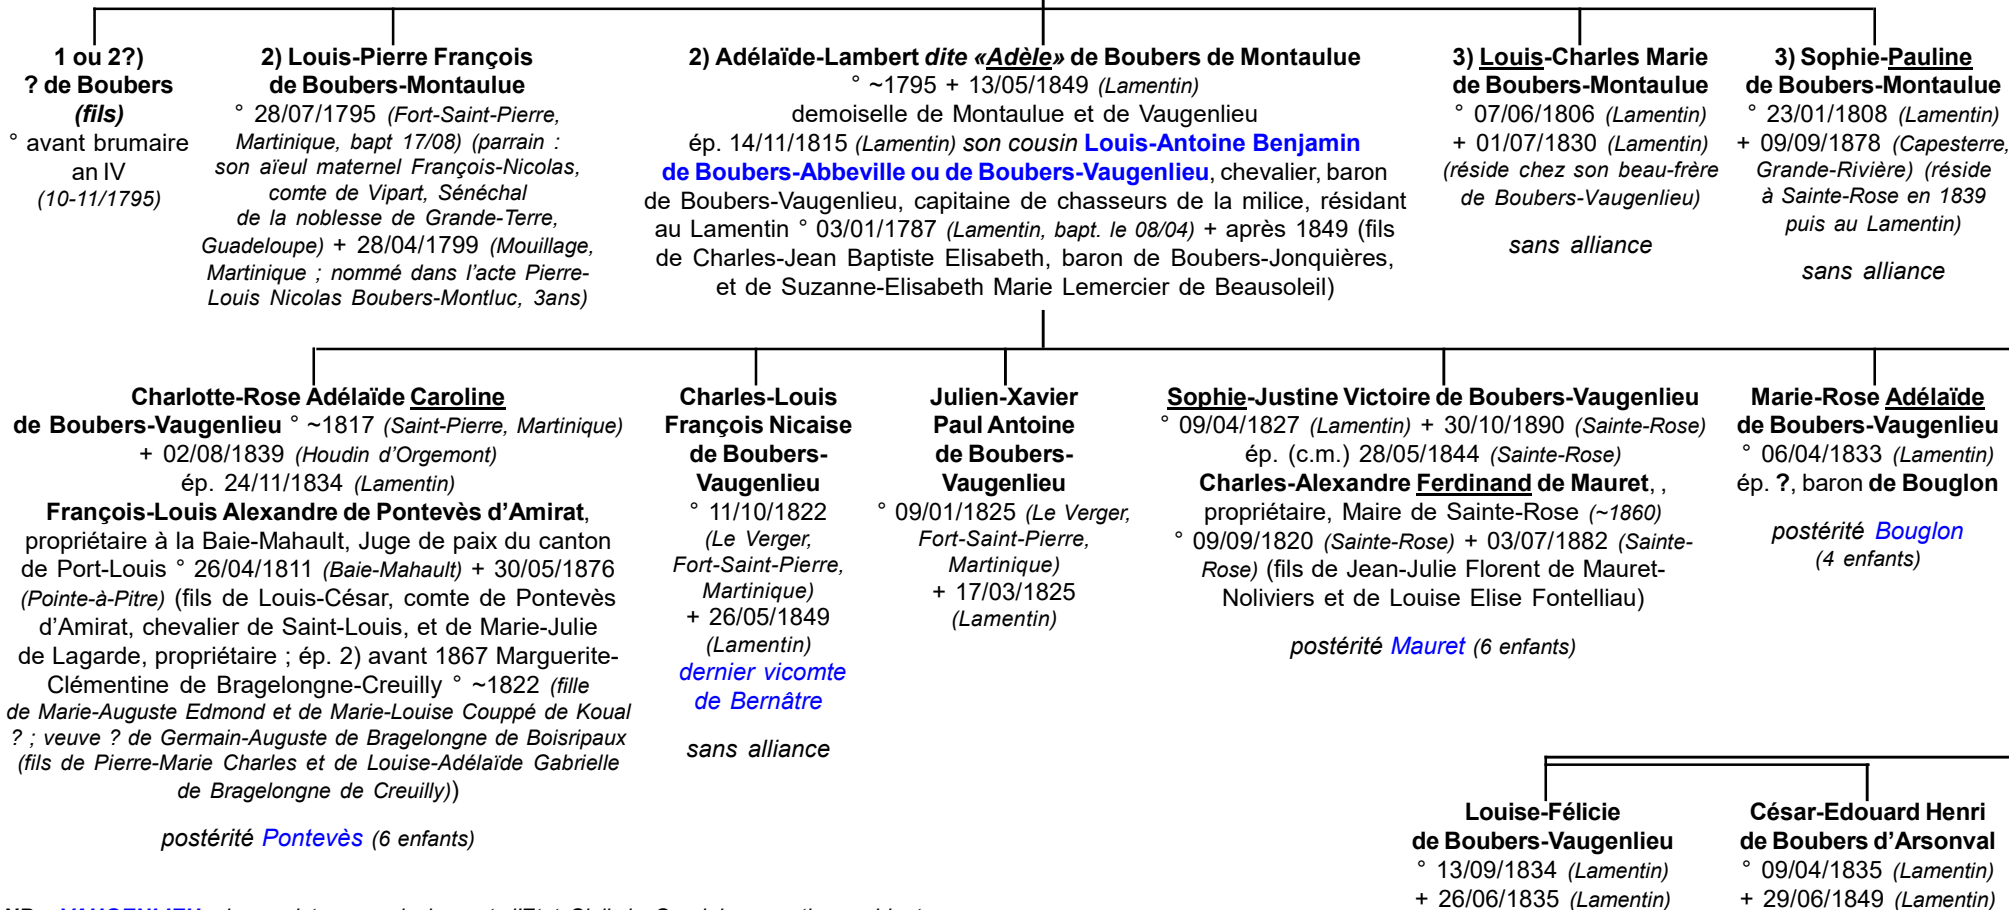 1 ou 2?)
? de Boubers
(fils)
° avant brumaire
an IV
(10-11/1795)
2) Louis-Pierre François
de Boubers-Montaulue
° 28/07/1795 (Fort-Saint-Pierre,
Martinique, bapt 17/08) (parrain :
son aïeul maternel François-Nicolas,
comte de Vipart, Sénéchal
de la noblesse de Grande-Terre,
Guadeloupe) + 28/04/1799 (Mouillage,
Martinique ; nommé dans l’acte Pierre-
Louis Nicolas Boubers-Montluc, 3ans)
2) Adélaïde-Lambert dite «Adèle» de Boubers de Montaulue
° ~1795 + 13/05/1849 (Lamentin)
demoiselle de Montaulue et de Vaugenlieu
ép. 14/11/1815 (Lamentin) son cousin Louis-Antoine Benjamin
de Boubers-Abbeville ou de Boubers-Vaugenlieu, chevalier, baron
de Boubers-Vaugenlieu, capitaine de chasseurs de la milice, résidant
au Lamentin ° 03/01/1787 (Lamentin, bapt. le 08/04) + après 1849 (fils
de Charles-Jean Baptiste Elisabeth, baron de Boubers-Jonquières,
et de Suzanne-Elisabeth Marie Lemercier de Beausoleil)
3) Louis-Charles Marie
de Boubers-Montaulue
° 07/06/1806 (Lamentin)
+ 01/07/1830 (Lamentin)
(réside chez son beau-frère
de Boubers-Vaugenlieu)
sans alliance
3) Sophie-Pauline
de Boubers-Montaulue
° 23/01/1808 (Lamentin)
+ 09/09/1878 (Capesterre,
Grande-Rivière) (réside
à Sainte-Rose en 1839
puis au Lamentin)
sans alliance
Charlotte-Rose Adélaïde Caroline
de Boubers-Vaugenlieu ° ~1817 (Saint-Pierre, Martinique)
+ 02/08/1839 (Houdin d’Orgemont)
ép. 24/11/1834 (Lamentin)
François-Louis Alexandre de Pontevès d’Amirat,
propriétaire à la Baie-Mahault, Juge de paix du canton
de Port-Louis ° 26/04/1811 (Baie-Mahault) + 30/05/1876
(Pointe-à-Pitre) (fils de Louis-César, comte de Pontevès
d’Amirat, chevalier de Saint-Louis, et de Marie-Julie
de Lagarde, propriétaire ; ép. 2) avant 1867 Marguerite-
Clémentine de Bragelongne-Creuilly ° ~1822 (fille
de Marie-Auguste Edmond et de Marie-Louise Couppé de Koual
? ; veuve ? de Germain-Auguste de Bragelongne de Boisripaux
(fils de Pierre-Marie Charles et de Louise-Adélaïde Gabrielle
de Bragelongne de Creuilly))
postérité Pontevès (6 enfants)
Charles-Louis
François Nicaise
de Boubers-
Vaugenlieu
° 11/10/1822
(Le Verger,
Fort-Saint-Pierre,
Martinique)
+ 26/05/1849
(Lamentin)
dernier vicomte
de Bernâtre
sans alliance
Julien-Xavier
Paul Antoine
de Boubers-
Vaugenlieu
° 09/01/1825 (Le Verger,
Fort-Saint-Pierre,
Martinique)
+ 17/03/1825
(Lamentin)
Sophie-Justine Victoire de Boubers-Vaugenlieu
° 09/04/1827 (Lamentin) + 30/10/1890 (Sainte-Rose)
ép. (c.m.) 28/05/1844 (Sainte-Rose)
Charles-Alexandre Ferdinand de Mauret, ,
propriétaire, Maire de Sainte-Rose (~1860)
° 09/09/1820 (Sainte-Rose) + 03/07/1882 (Sainte-
Rose) (fils de Jean-Julie Florent de Mauret-
Noliviers et de Louise Elise Fontelliau)
postérité Mauret (6 enfants)
Marie-Rose Adélaïde
de Boubers-Vaugenlieu
° 06/04/1833 (Lamentin)
ép. ?, baron de Bouglon
postérité Bouglon
(4 enfants)
Louise-Félicie
de Boubers-Vaugenlieu
° 13/09/1834 (Lamentin)
+ 26/06/1835 (Lamentin)
César-Edouard Henri
de Boubers d’Arsonval
° 09/04/1835 (Lamentin)
+ 29/06/1849 (Lamentin)